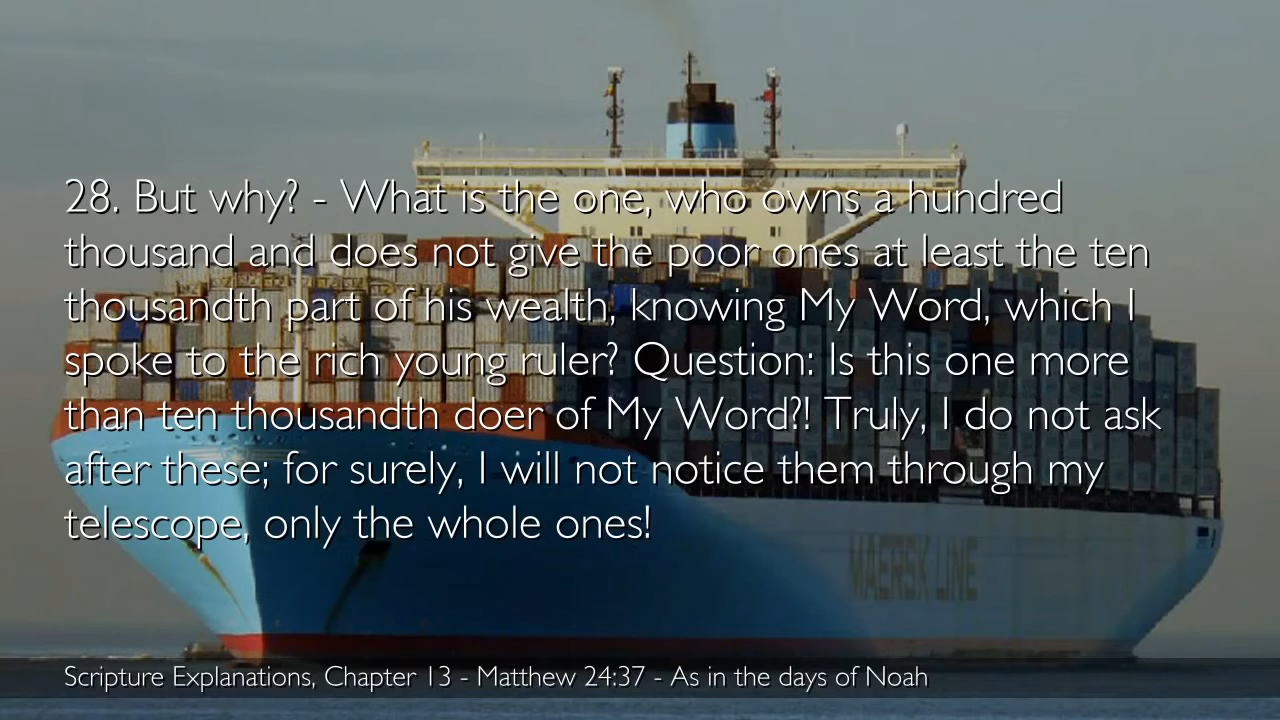 28. But why? - What is the one, who owns a hundred
thousand and does not give the poor ones at least the ten
thousandth part of his wealth, knowing My Word, which I
spoke to the rich young ruler? Question: Is this one more
than ten thousandth doer of My Word?! Truly, I do not ask
after these; for surely, I will not notice them through my
telescope, only the whole ones!
MAERSK LINE
Scripture Explanations, Chapter 13 - Matthew 24:37 - As in the days of Noah